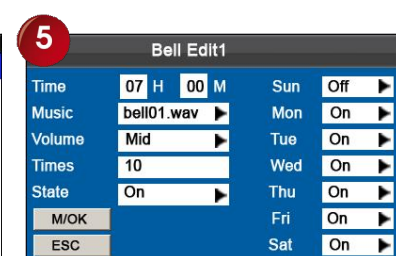 5
Bell Edit1
Time 07 H 00 M Sun Off
Music bell01.wav Mon On
Volume Mid Tue On
Times 10 Wed On
State On Thu On
M/OK Fri On
ESC Sat On